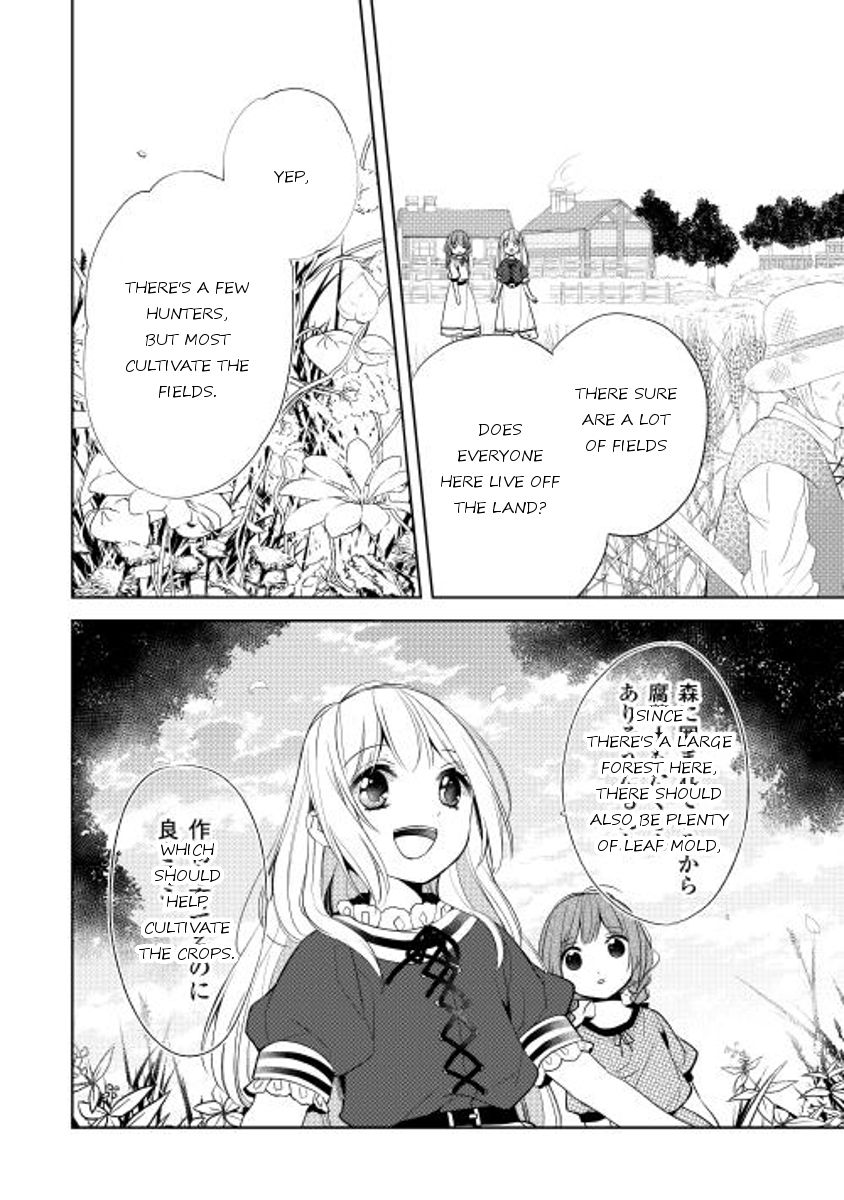 THERE SURE
ARE A LOT
OF FIELDS
DOES
EVERYONE
HERE LIVE OFF
THE LAND?
YEP,
THERE'S A FEW
HUNTERS,
BUT MOST
CULTIVATE THE
FIELDS.
SINCE
THERE'S A LARGE
FOREST HERE,
THERE SHOULD
ALSO BE PLENTY
OF LEAF MOLD,
WHICH
SHOULD
HELP
CULTIVATE
THE CROPS.